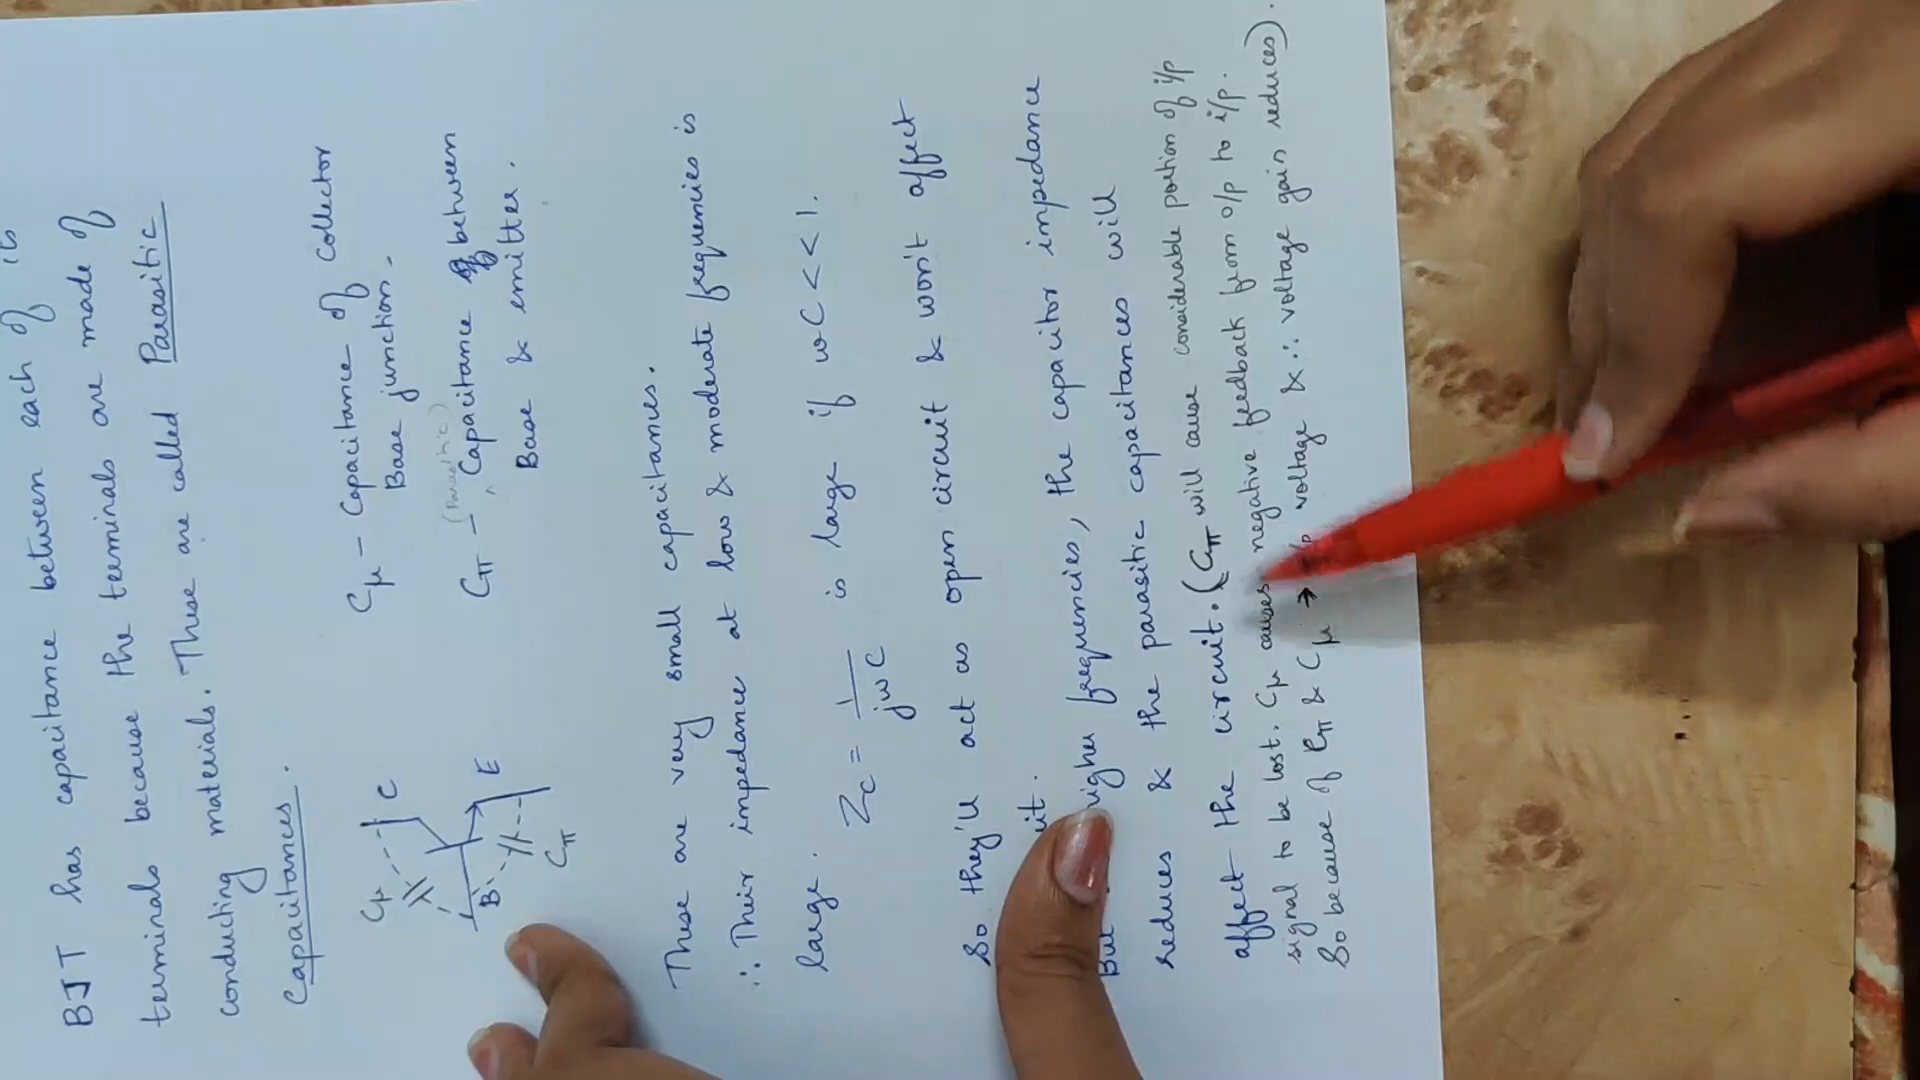 BJT has capacitance between each of its
terminals because the terminals are made of
conducting materials. These are called Parasitic
Capacitances.
Cμ - Capacitance of collector
Base junction.
(Parasitic)
Cπ - Capacitance between
Base & emitter.
Cμ
C
B
E
Cπ
These are very small capacitances.
∴ Their impedance at low & moderate frequencies is
large. Zc = 1/jωC is large if ωC << 1.
So they'll act as open circuit & won't affect
But higher frequencies, the capacitor impedance
reduces & the parasitic capacitances will
affect the circuit. (Cπ will cause considerable portion of i/p
signal to be lost. Cμ causes negative feedback from o/p to i/p.
So because of Cπ & Cμ → voltage & ∴ voltage gain reduces).